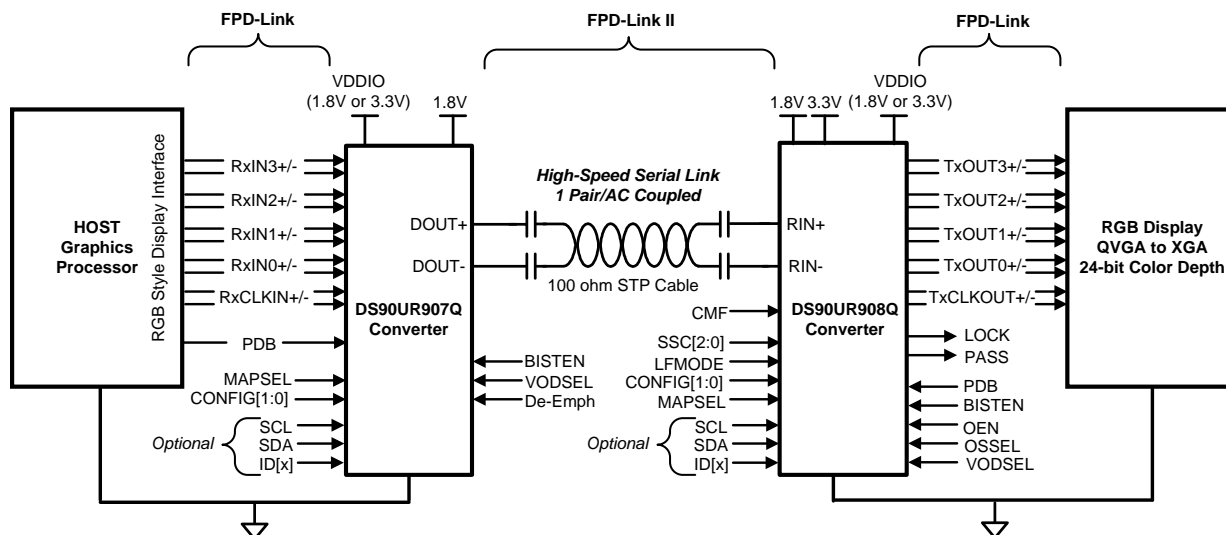 FPD-Link
FPD-Link II
FPD-Link
VDDIO
(1.8V or 3.3V)
1.8V
1.8V
3.3V
VDDIO
(1.8V or 3.3V)
HOST
Graphics
Processor
RGB Style Display Interface
RxIN3+/-
RxIN2+/-
RxIN1+/-
RxIN0+/-
RxCLKIN+/-
PDB
MAPSEL
CONFIG[1:0]
Optional
SCL
SDA
ID[x]
DOUT+
DOUT-
DS90UR907Q
Converter
BISTEN
VODSEL
De-Emph
High-Speed Serial Link
1 Pair/AC Coupled
100 ohm STP Cable
CMF
SSC[2:0]
LFMODE
CONFIG[1:0]
MAPSEL
Optional
SCL
SDA
ID[x]
RIN+
RIN-
DS90UR908Q
Converter
TxOUT3+/-
TxOUT2+/-
TxOUT1+/-
TxOUT0+/-
TxCLKOUT+/-
LOCK
PASS
PDB
BISTEN
OEN
OSSEL
VODSEL
RGB Display
QVGA to XGA
24-bit Color Depth